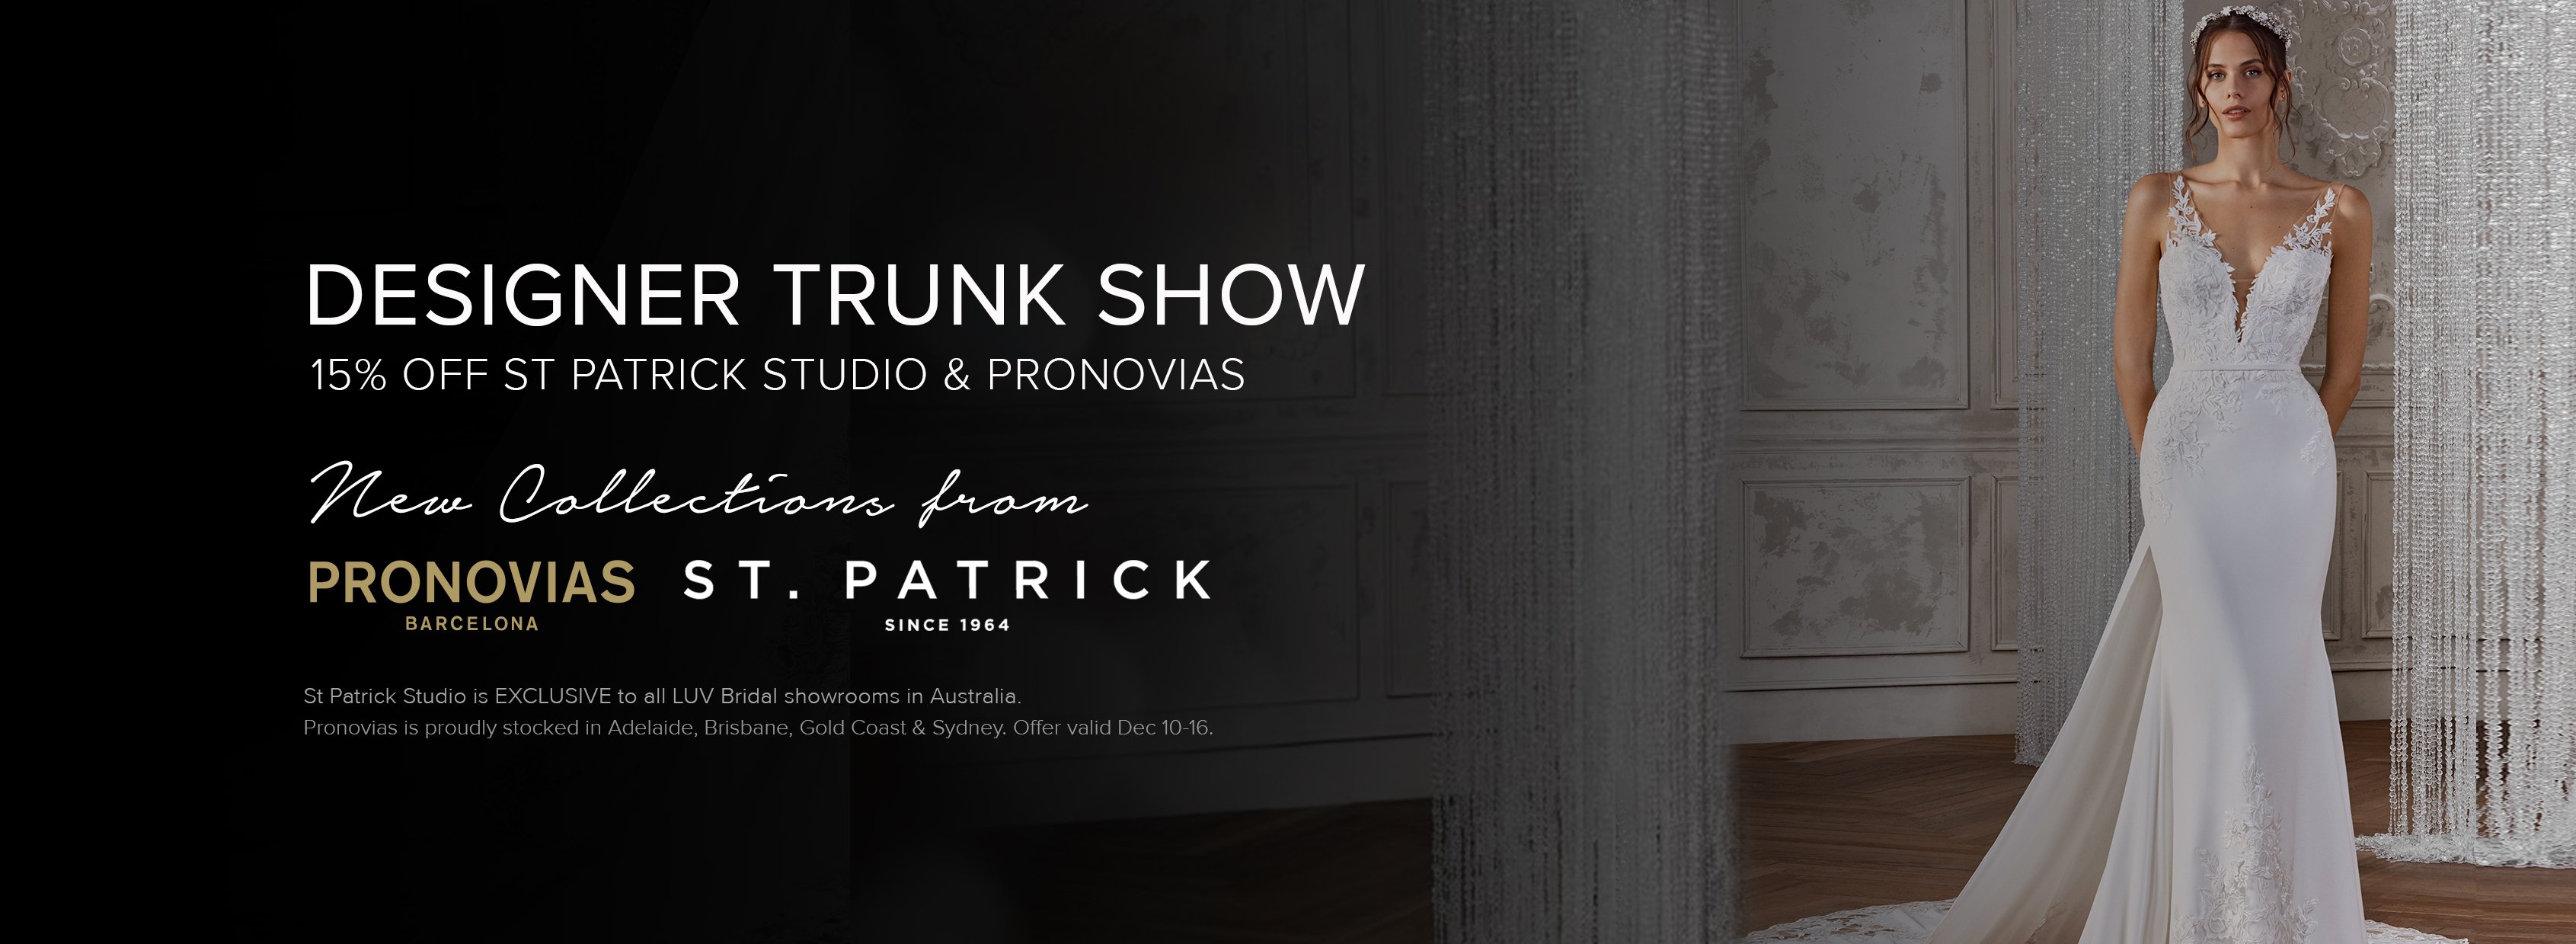 DESIGNER TRUNK SHOW
15% OFF ST PATRICK STUDIO & PRONOVIAS
New Collections from
PRONOVIAS ST. PATRICK
BARCELONA SINCE 1964
St Patrick Studio is EXCLUSIVE to all LUV Bridal showrooms in Australia.
Pronovias is proudly stocked in Adelaide, Brisbane, Gold Coast & Sydney. Offer valid Dec 10-16.